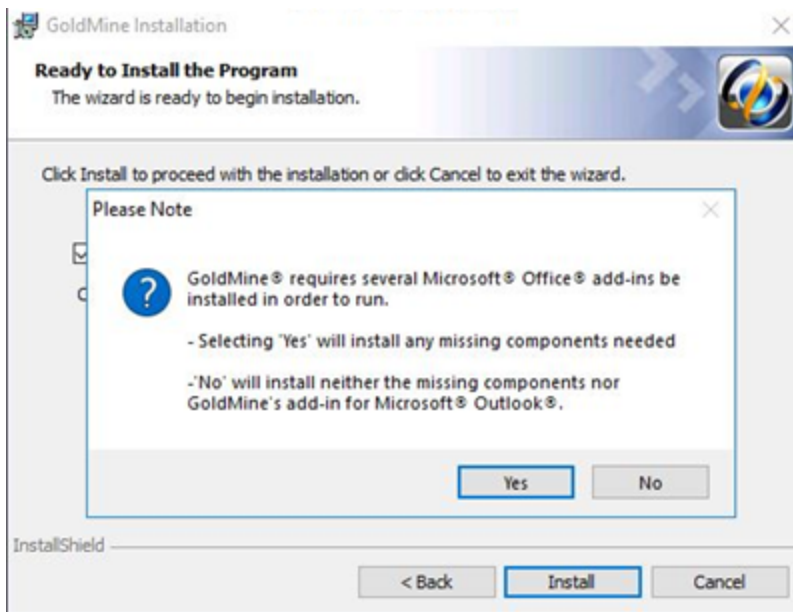 GoldMine Installation
Ready to Install the Program
The wizard is ready to begin installation.
Click Install to proceed with the installation or click Cancel to exit the wizard.
Please Note
GoldMine® requires several Microsoft® Office® add-ins be
installed in order to run.
- Selecting 'Yes' will install any missing components needed
-'No' will install neither the missing components nor
GoldMine's add-in for Microsoft® Outlook®.
Yes No
InstallShield
< Back Install Cancel